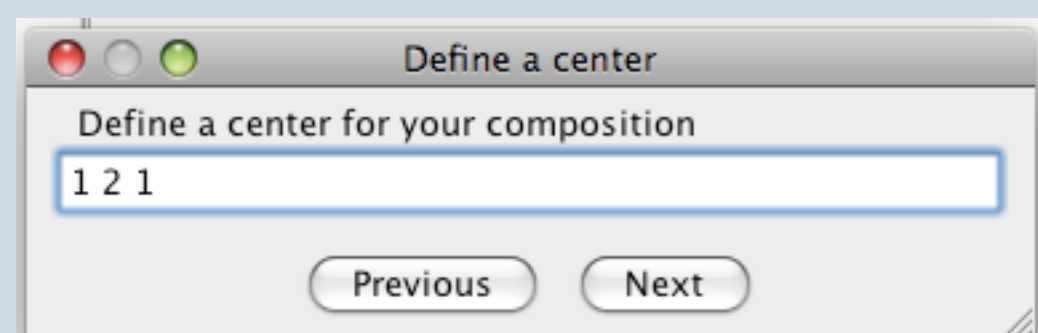 Define a center
Define a center for your composition
1 2 1
Previous Next